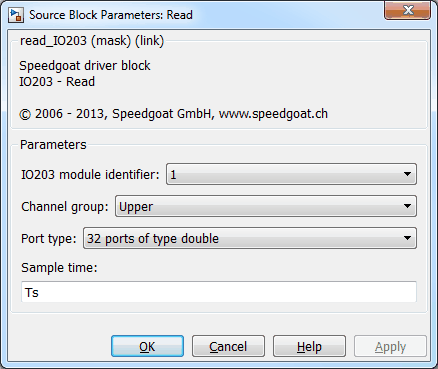 Source Block Parameters: Read
read_IO203 (mask) (link)
Speedgoat driver block
IO203 - Read
© 2006 - 2013, Speedgoat GmbH, www.speedgoat.ch
Parameters
IO203 module identifier: 1
Channel group: Upper
Port type: 32 ports of type double
Sample time:
Ts
OK Cancel Help Apply